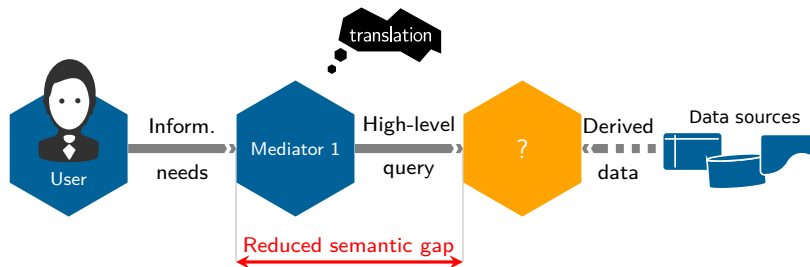 translation
User
Inform.
needs
Mediator 1
High-level
query
?
Derived
data
Data sources
Reduced semantic gap